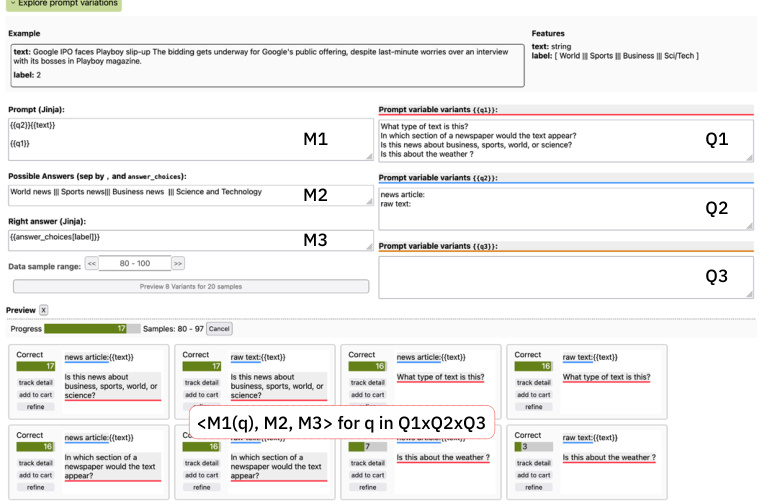 Explore prompt variations
Example
text: Google IPO faces Playboy slip-up The bidding gets underway for Google's public offering, despite last-minute worries over an interview
with its bosses in Playboy magazine.
label: 2
Features
text: string
label: [ World ||| Sports ||| Business ||| Sci/Tech ]
Prompt (Jinja):
{{q2}}{{text}}
{{q1}}
M1
Possible Answers (sep by , and answer_choices):
World news ||| Sports news||| Business news ||| Science and Technology
M2
Right answer (Jinja):
{{answer_choices[label]}}
M3
Data sample range: << 80 - 100 >>
Preview 8 Variants for 20 samples
Prompt variable variants {{q1}}:
What type of text is this?
In which section of a newspaper would the text appear?
Is this news about business, sports, world, or science?
Is this about the weather ?
Q1
Prompt variable variants {{q2}}:
news article:
raw text:
Q2
Prompt variable variants {{q3}}:
Q3
Preview X
Progress 17 Samples: 80 - 97 Cancel
Correct
17
track detail
add to cart
refine
news article:{{text}}
Is this news about
business, sports, world, or
science?
Correct
17
track detail
add to cart
refine
raw text:{{text}}
Is this news about
business, sports, world, or
science?
Correct
16
track detail
add to cart
refine
news article:{{text}}
What type of text is this?
Correct
16
track detail
add to cart
refine
raw text:{{text}}
What type of text is this?
<M1(q), M2, M3> for q in Q1xQ2xQ3
Correct
16
track detail
add to cart
refine
news article:{{text}}
In which section of a
newspaper would the text
appear?
16
track detail
add to cart
refine
In which section of a
newspaper would the text
appear?
7
track detail
add to cart
refine
Is this about the weather ?
Correct
3
track detail
add to cart
refine
raw text:{{text}}
Is this about the weather ?